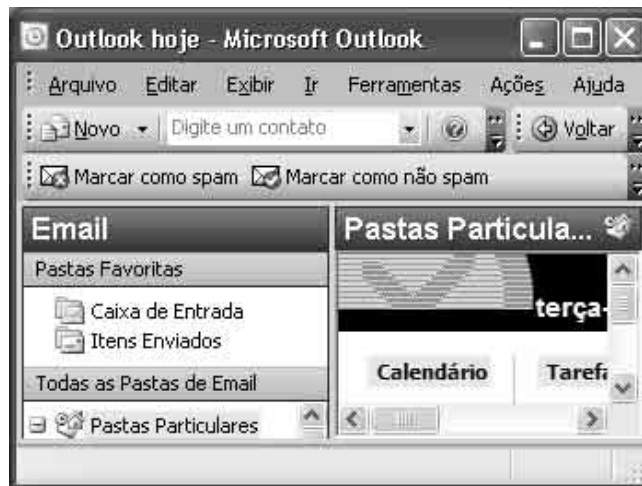 Outlook hoje - Microsoft Outlook
Arquivo Editar Exibir Ir Ferramentas Ações Ajuda
Novo Digite um contato Voltar
Marcar como spam Marcar como não spam
Email Pastas Particula...
Pastas Favoritas
Caixa de Entrada
terça-
Itens Enviados
Calendário Tarefa
Todas as Pastas de Email
Pastas Particulares